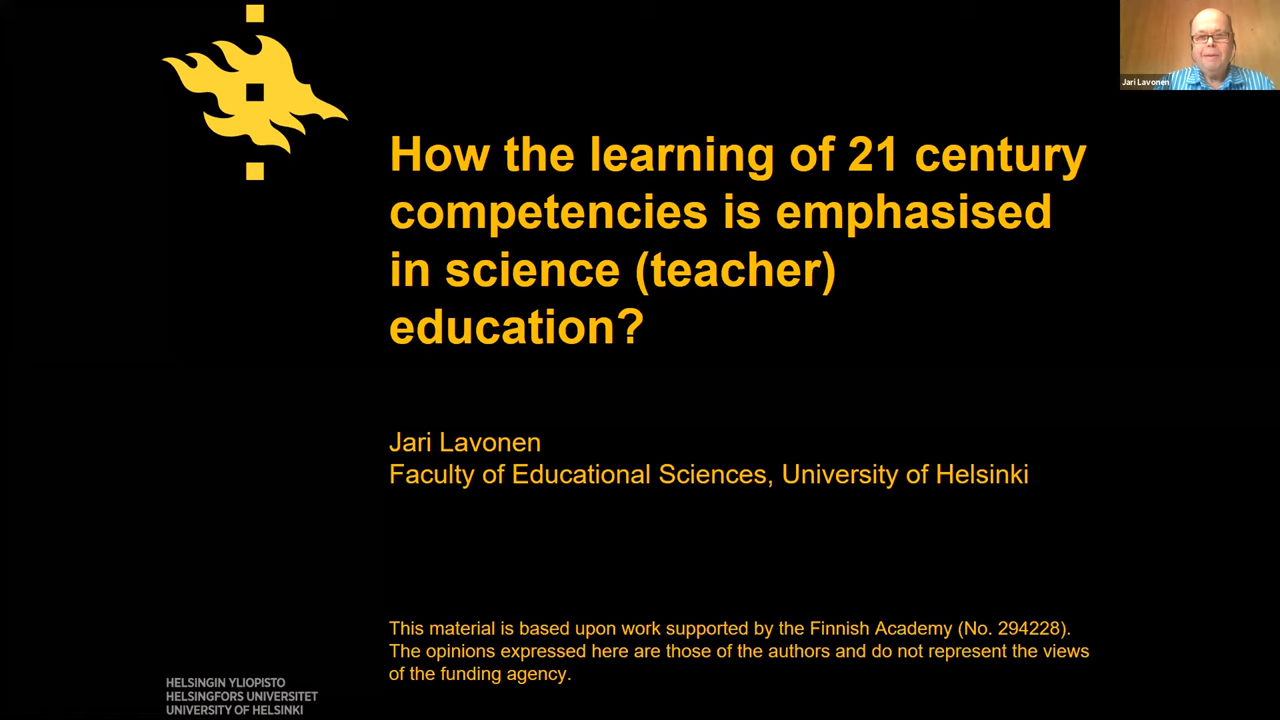 Jari Lavonen
How the learning of 21 century
competencies is emphasised
in science (teacher)
education?
Jari Lavonen
Faculty of Educational Sciences, University of Helsinki
This material is based upon work supported by the Finnish Academy (No. 294228).
The opinions expressed here are those of the authors and do not represent the views
of the funding agency.
HELSINGIN YLIOPISTO
HELSINGFORS UNIVERSITET
UNIVERSITY OF HELSINKI